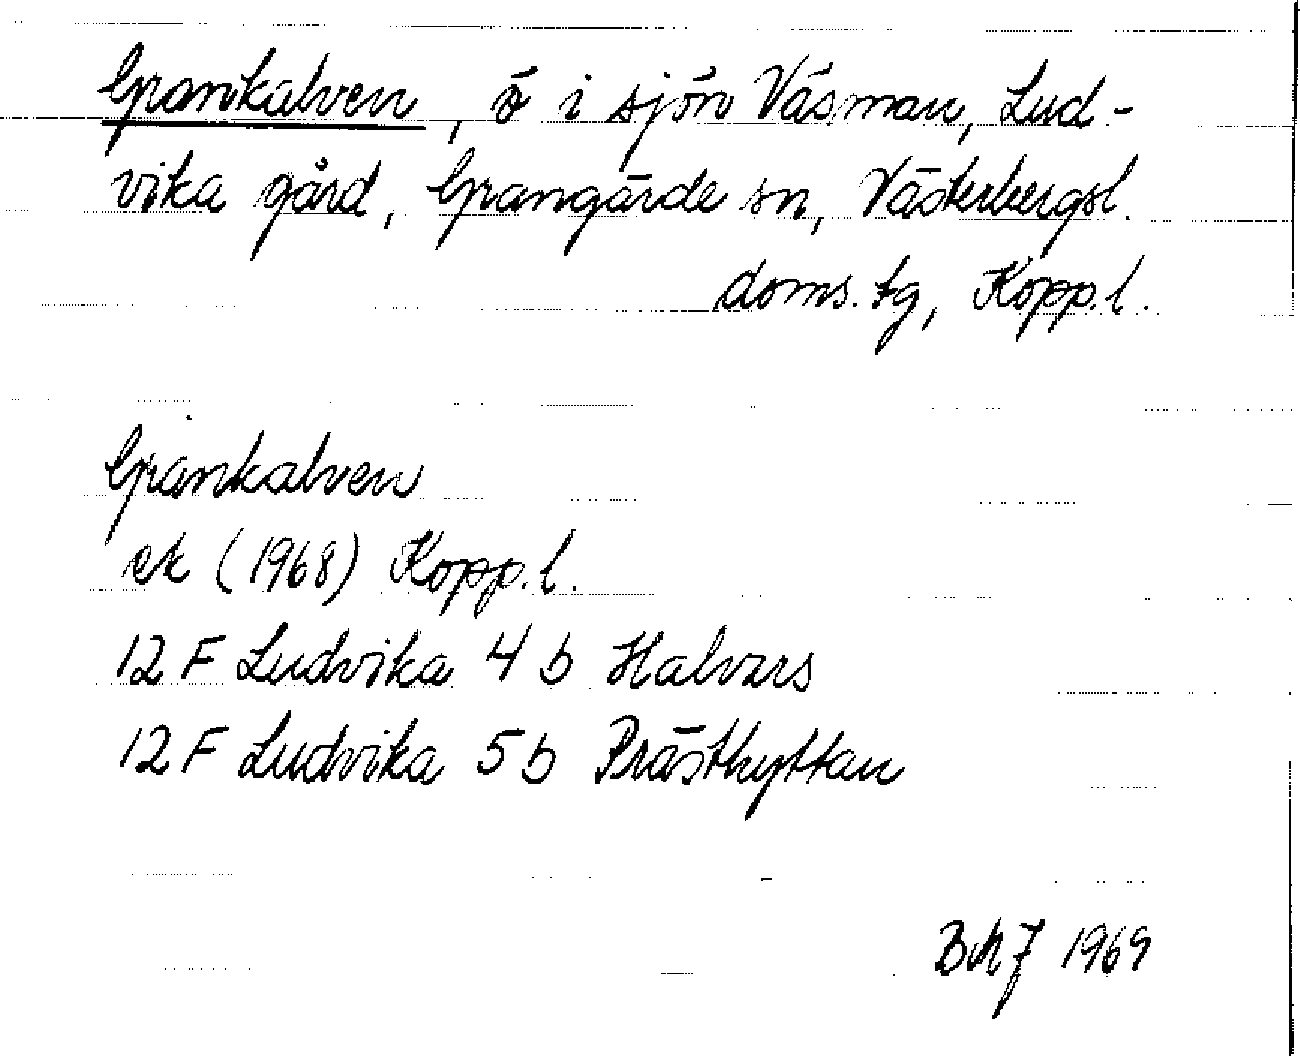 Grankalven, ö i sjön Väsman, Lud-
vika gård, Grangärde sn, Västerbergsl.
doms. tg, Kopp.l.
Grankalven
ek (1968) Kopp.l.
12 F Ludvika 4 b Halvars
12 F Ludvika 5 b Prästhyttan
BMJ 1969